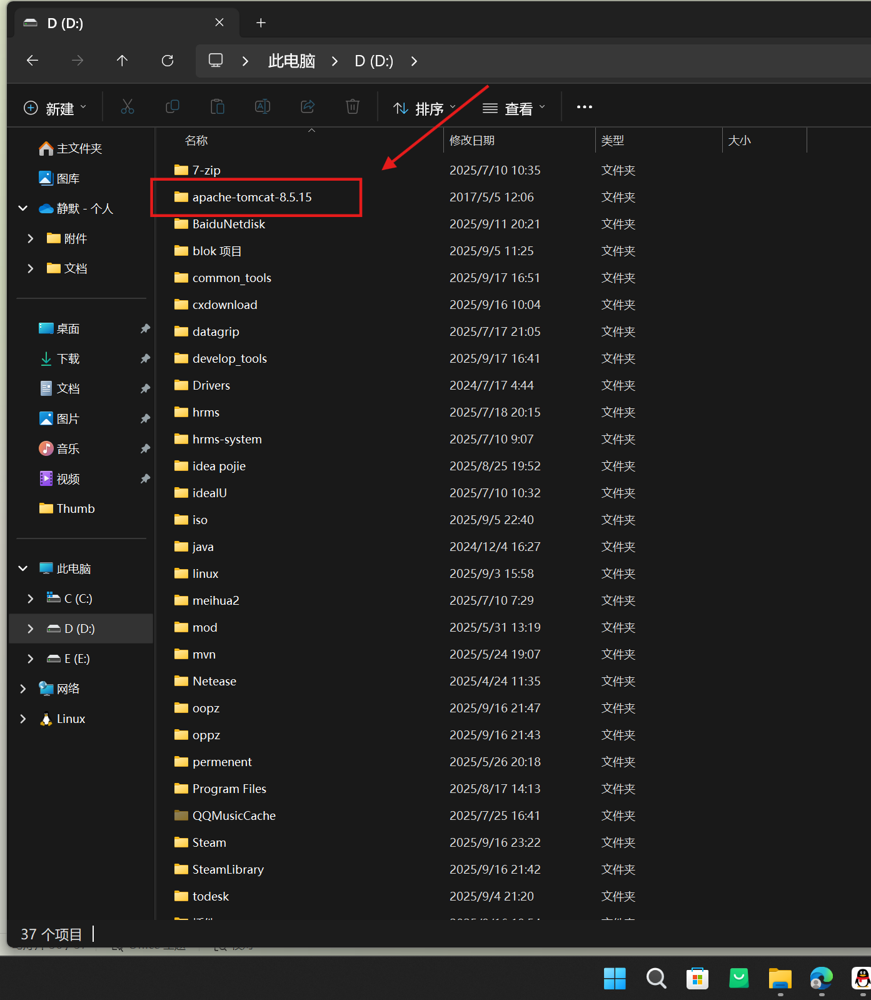 D (D:)
此电脑 D (D:)
新建 排序 查看
名称 修改日期 类型 大小
主文件夹
图库
静默 - 个人
附件
文档
桌面
下载
文档
图片
音乐
视频
Thumb
此电脑
C (C:)
D (D:)
E (E:)
网络
Linux
7-zip 2025/7/10 10:35 文件夹
apache-tomcat-8.5.15 2017/5/5 12:06 文件夹
BaiduNetdisk 2025/9/11 20:21 文件夹
blok 项目 2025/9/5 11:25 文件夹
common_tools 2025/9/17 16:51 文件夹
cxdownload 2025/9/16 10:04 文件夹
datagrip 2025/7/17 21:05 文件夹
develop_tools 2025/9/17 16:41 文件夹
Drivers 2024/7/17 4:44 文件夹
hrms 2025/7/18 20:15 文件夹
hrms-system 2025/7/10 9:07 文件夹
idea pojie 2025/8/25 19:52 文件夹
ideaIU 2025/7/10 10:32 文件夹
iso 2025/9/5 22:40 文件夹
java 2024/12/4 16:27 文件夹
linux 2025/9/3 15:58 文件夹
meihua2 2025/7/10 7:29 文件夹
mod 2025/5/31 13:19 文件夹
mvn 2025/5/24 19:07 文件夹
Netease 2025/4/24 11:35 文件夹
oopz 2025/9/16 21:47 文件夹
oppz 2025/9/16 21:43 文件夹
permenent 2025/5/26 20:18 文件夹
Program Files 2025/8/17 14:13 文件夹
QQMusicCache 2025/7/25 16:41 文件夹
Steam 2025/9/16 23:22 文件夹
SteamLibrary 2025/9/16 21:42 文件夹
todesk 2025/9/4 21:20 文件夹
37 个项目